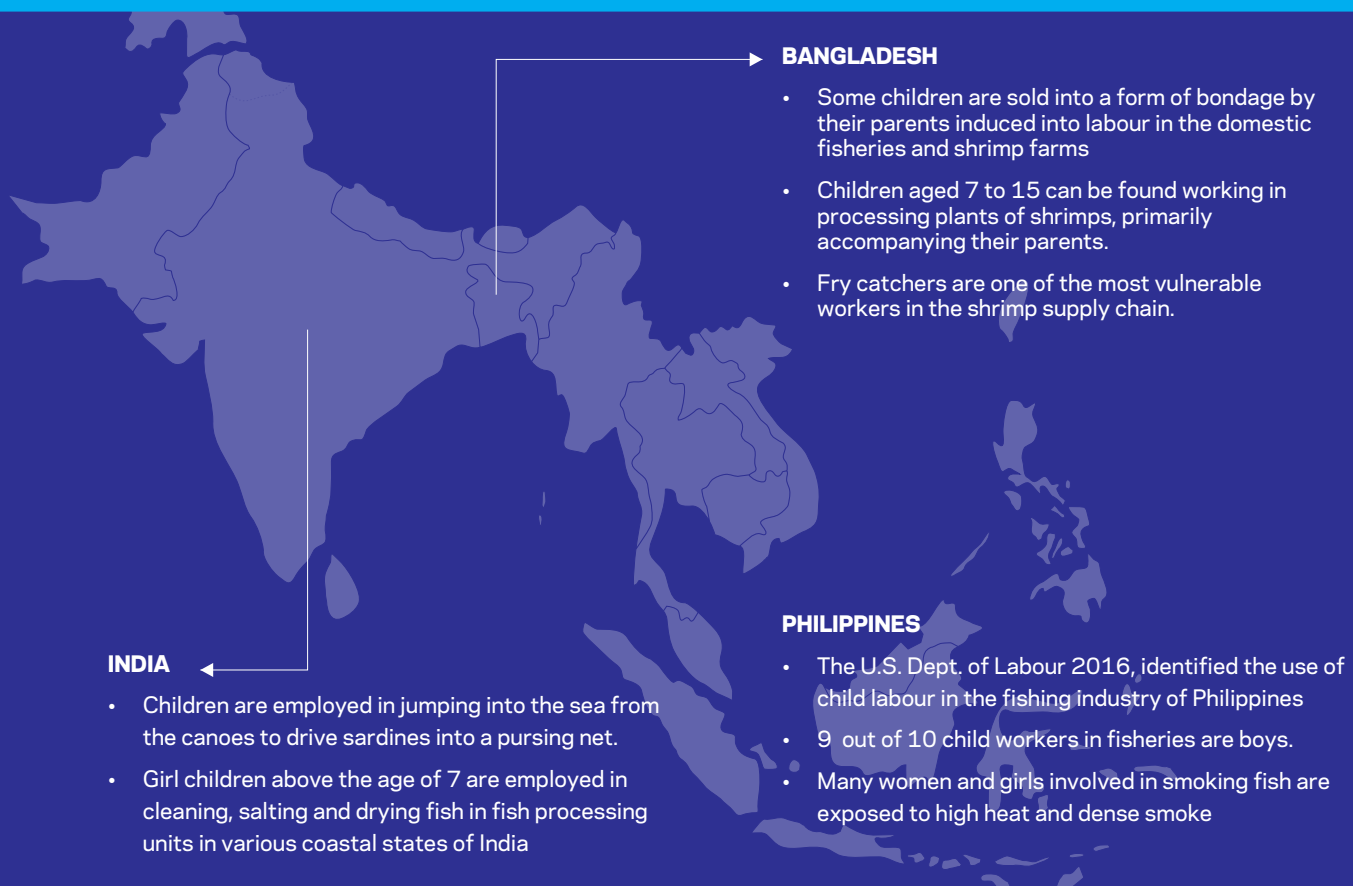 BANGLADESH
• Some children are sold into a form of bondage by
their parents induced into labour in the domestic
fisheries and shrimp farms
• Children aged 7 to 15 can be found working in
processing plants of shrimps, primarily
accompanying their parents.
• Fry catchers are one of the most vulnerable
workers in the shrimp supply chain.
INDIA
• Children are employed in jumping into the sea from
the canoes to drive sardines into a pursing net.
• Girl children above the age of 7 are employed in
cleaning, salting and drying fish in fish processing
units in various coastal states of India
PHILIPPINES
• The U.S. Dept. of Labour 2016, identified the use of
child labour in the fishing industry of Philippines
• 9 out of 10 child workers in fisheries are boys.
• Many women and girls involved in smoking fish are
exposed to high heat and dense smoke